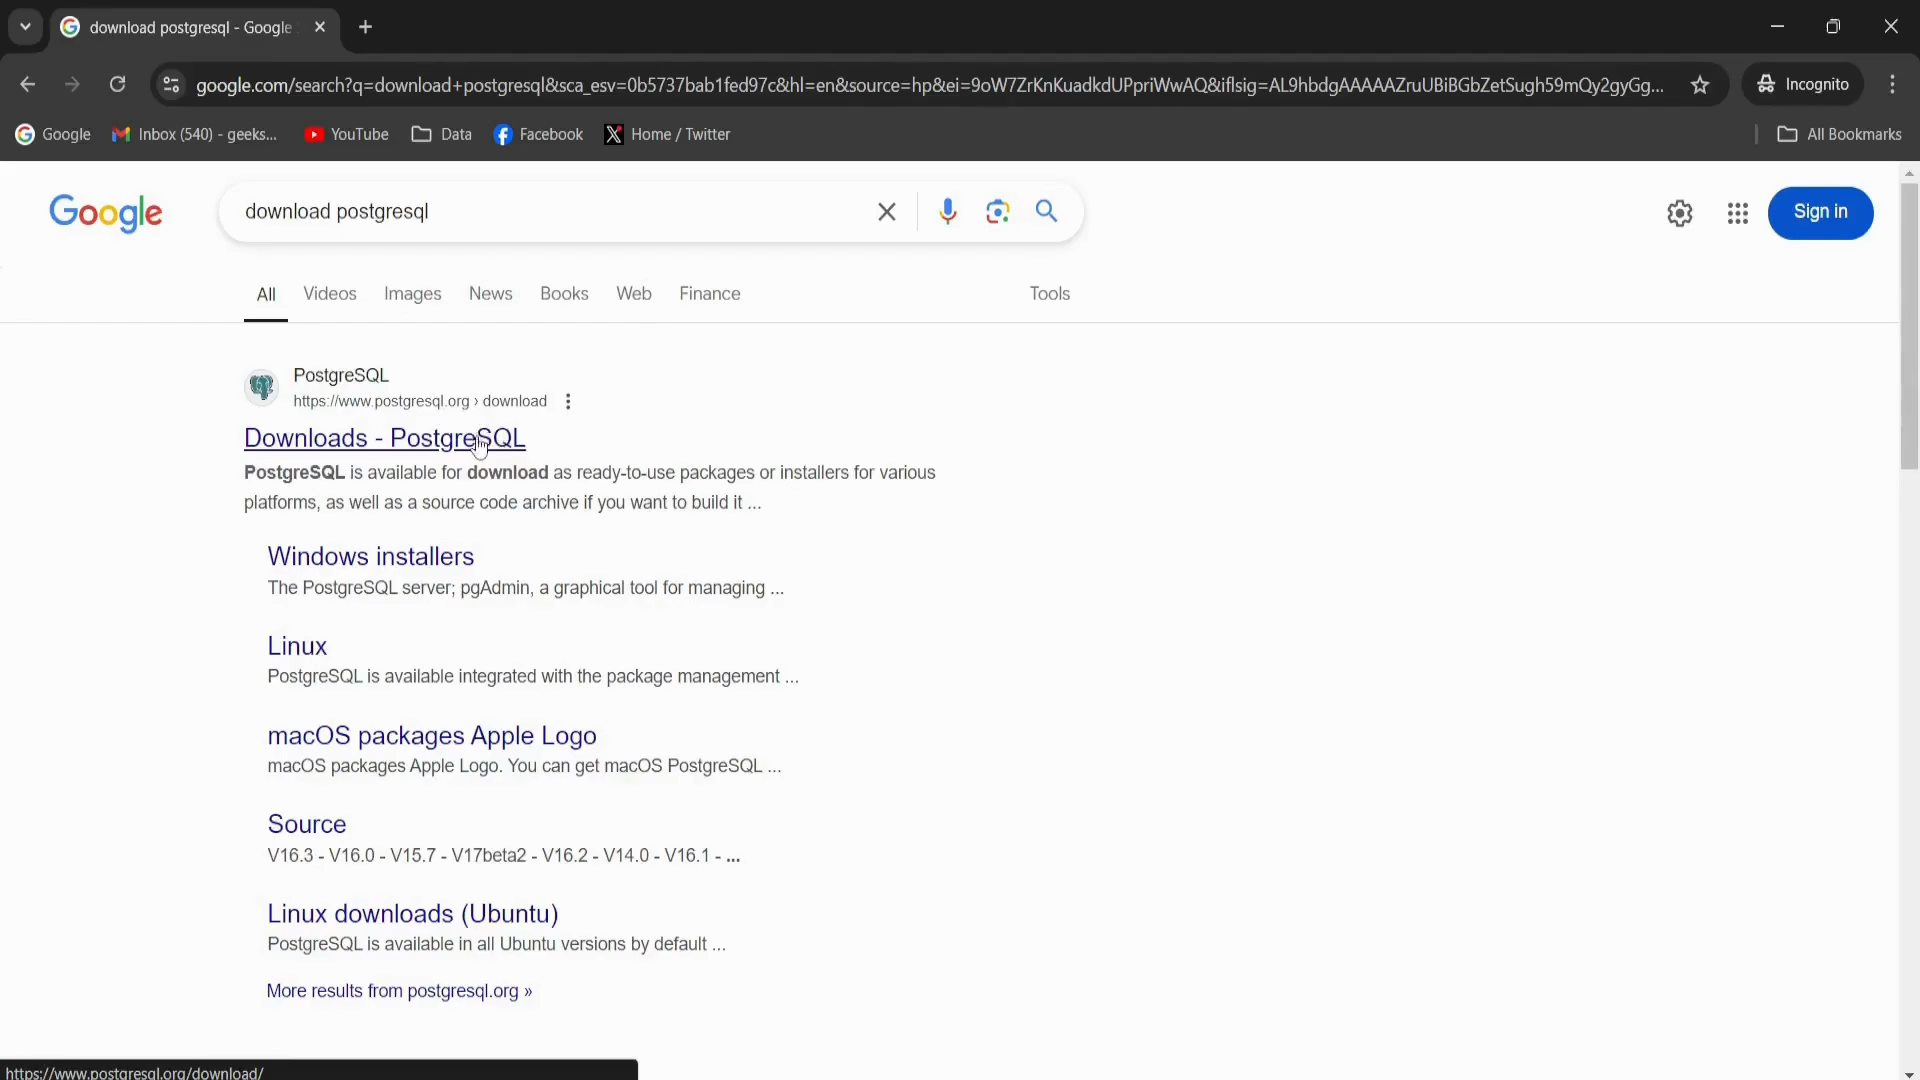 download postgresql - Google
google.com/search?q=download+postgresql&sca_esv=0b5737bab1fed97c&hl=en&source=hp&ei=9oW7ZrKnKuadkdUPpriWwAQ&iflsig=AL9hbdgAAAAAZruUBiBGbZetSugh59mQy2gyGg...
Incognito
Google
Inbox (540) - geeks...
YouTube
Data
Facebook
Home / Twitter
All Bookmarks
Google
download postgresql
Sign in
All
Videos
Images
News
Books
Web
Finance
Tools
PostgreSQL
https://www.postgresql.org › download
Downloads - PostgreSQL
PostgreSQL is available for download as ready-to-use packages or installers for various
platforms, as well as a source code archive if you want to build it ...
Windows installers
The PostgreSQL server; pgAdmin, a graphical tool for managing ...
Linux
PostgreSQL is available integrated with the package management ...
macOS packages Apple Logo
macOS packages Apple Logo. You can get macOS PostgreSQL ...
Source
V16.3 - V16.0 - V15.7 - V17beta2 - V16.2 - V14.0 - V16.1 - ...
Linux downloads (Ubuntu)
PostgreSQL is available in all Ubuntu versions by default ...
More results from postgresql.org »
https://www.postgresql.org/download/